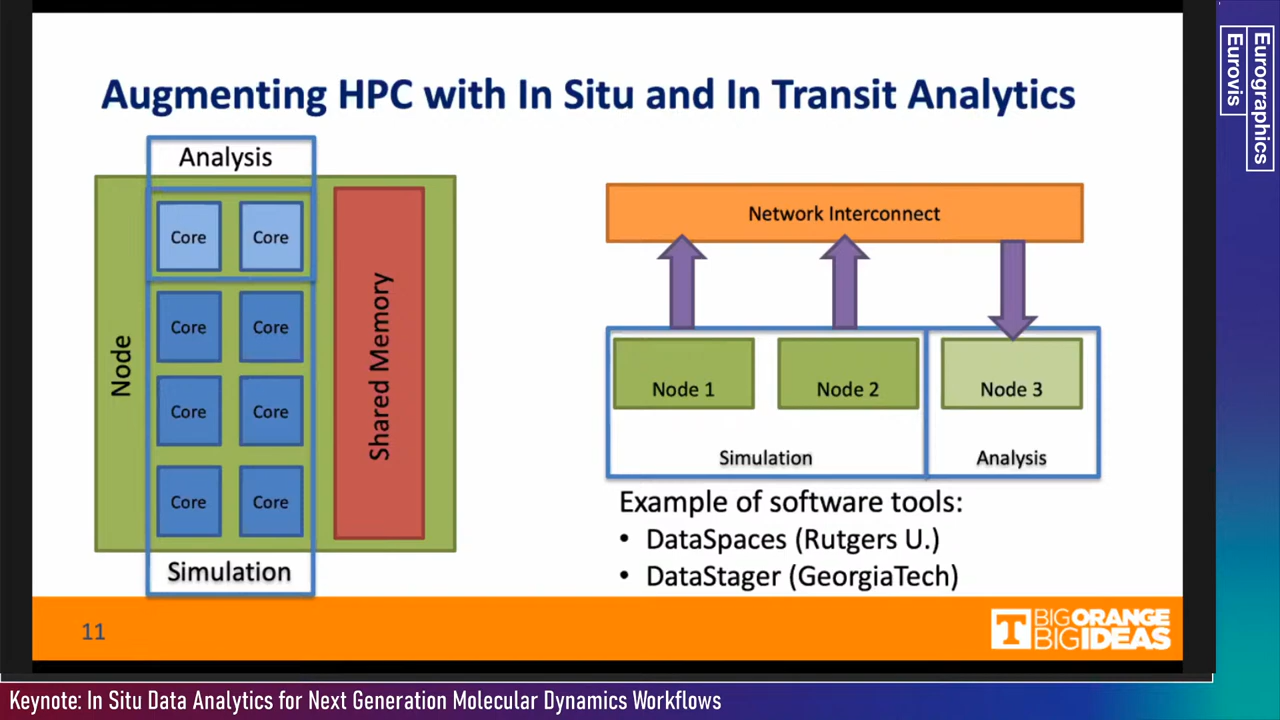 Augmenting HPC with In Situ and In Transit Analytics
Analysis
Node
Core Core
Core Core
Core Core
Core Core
Shared Memory
Simulation
Network Interconnect
Node 1 Node 2 Node 3
Simulation Analysis
Example of software tools:
• DataSpaces (Rutgers U.)
• DataStager (GeorgiaTech)
11
T BIG ORANGE
BIG IDEAS
Eurographics
Eurovis
Keynote: In Situ Data Analytics for Next Generation Molecular Dynamics Workflows